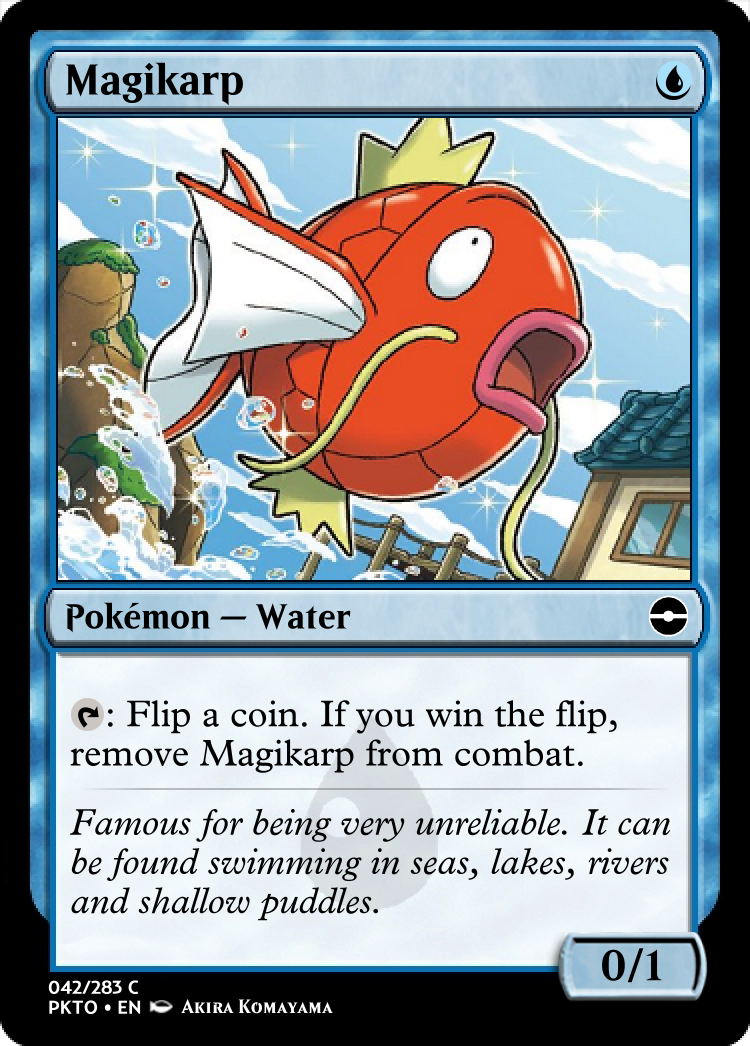 Magikarp
Pokémon — Water
: Flip a coin. If you win the flip,
remove Magikarp from combat.
Famous for being very unreliable. It can
be found swimming in seas, lakes, rivers
and shallow puddles.
0/1
042/283 C
PKTO • EN Akira Komayama